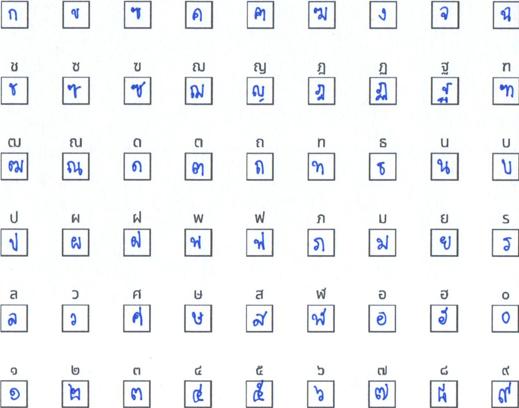 ก ข ฃ ค ฅ ฆ ง จ ฉ
ช ซ ฃ ฌ ญ ฎ ฏ ฐ ฑ
ช ซ ฃ ฌ ญ ฎ ฏ ฐ ฑ
ฒ ณ ด ต ถ ท ธ น บ
ฒ ณ ด ต ถ ท ธ น บ
ป ผ ฝ พ ฟ ภ ม ย ร
ป ผ ฝ พ ฟ ภ ม ย ร
ล ว ศ ษ ส ฬ อ ฮ ๐
ล ว ศ ษ ส ฬ อ ฮ ๐
๑ ๒ ๓ ๔ ๕ ๖ ๗ ๘ ๙
๑ ๒ ๓ ๔ ๕ ๖ ๗ ๘ ๙